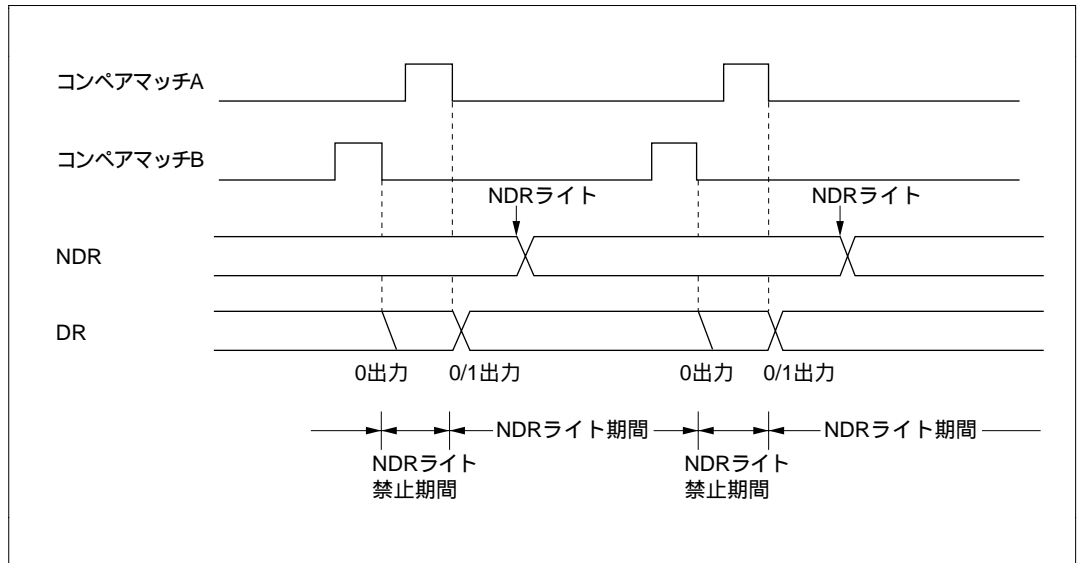 コンペアマッチA
コンペアマッチB
NDRライト
NDRライト
NDR
DR
0出力
0/1出力
0出力
0/1出力
NDRライト期間
NDRライト期間
NDRライト
禁止期間
NDRライト
禁止期間